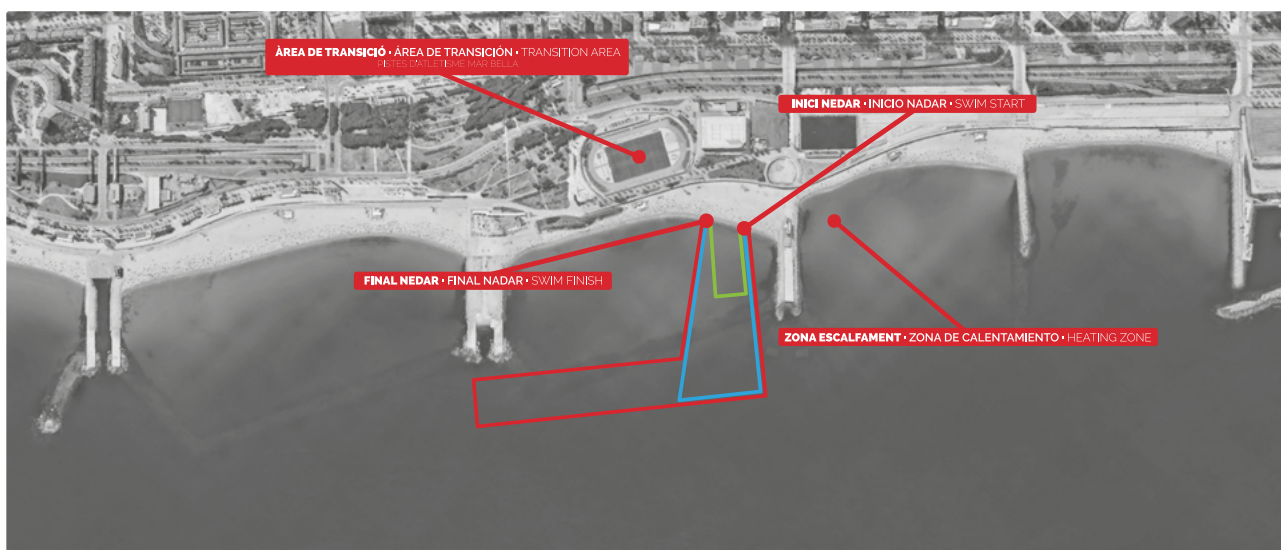 ÀREA DE TRANSICIÓ • ÁREA DE TRANSICIÓN • TRANSITION AREA
PISTES D'ATLETISME MAR BELLA
INICI NEDAR • INICIO NADAR • SWIM START
FINAL NEDAR • FINAL NADAR • SWIM FINISH
ZONA ESCALFAMENT • ZONA DE CALENTAMIENTO • HEATING ZONE